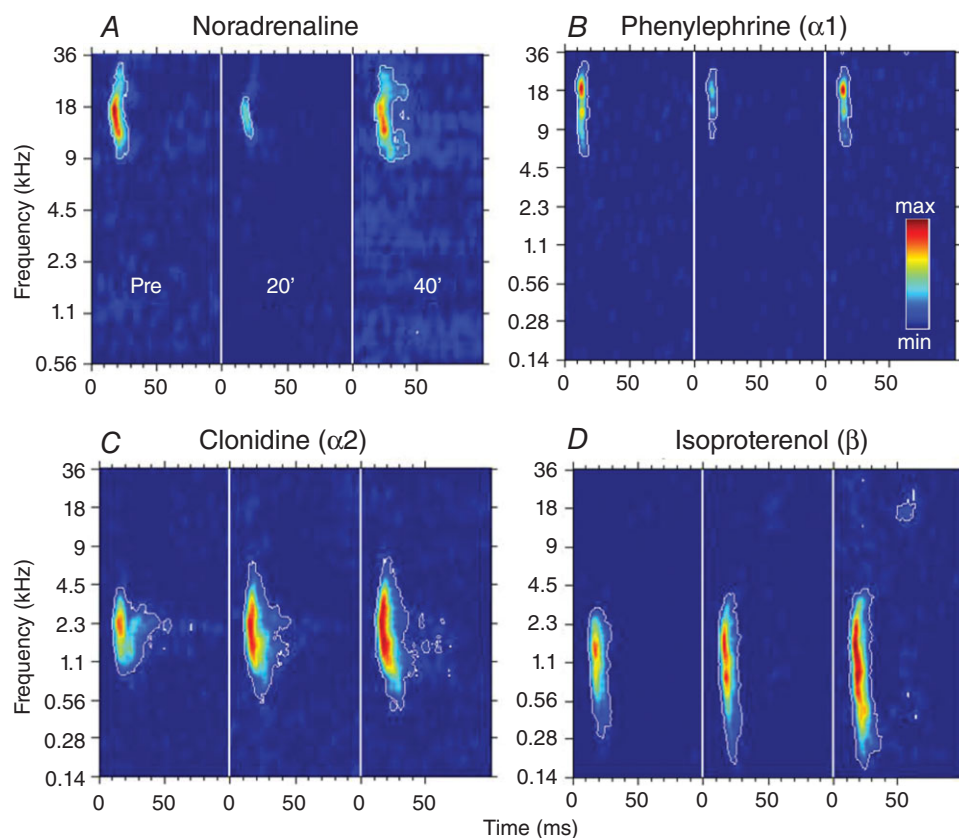 A Noradrenaline
Frequency (kHz)
36
18
9
4.5
2.3
1.1
0.56
Pre 20' 40'
0 50 0 50 0 50
B Phenylephrine (α1)
36
18
9
4.5
2.3
1.1
0.56
0.28
0.14
max
min
0 50 0 50 0 50
C Clonidine (α2)
Frequency (kHz)
36
18
9
4.5
2.3
1.1
0.56
0.28
0.14
0 50 0 50 0 50
D Isoproterenol (β)
36
18
9
4.5
2.3
1.1
0.56
0.28
0.14
0 50 0 50 0 50
Time (ms)